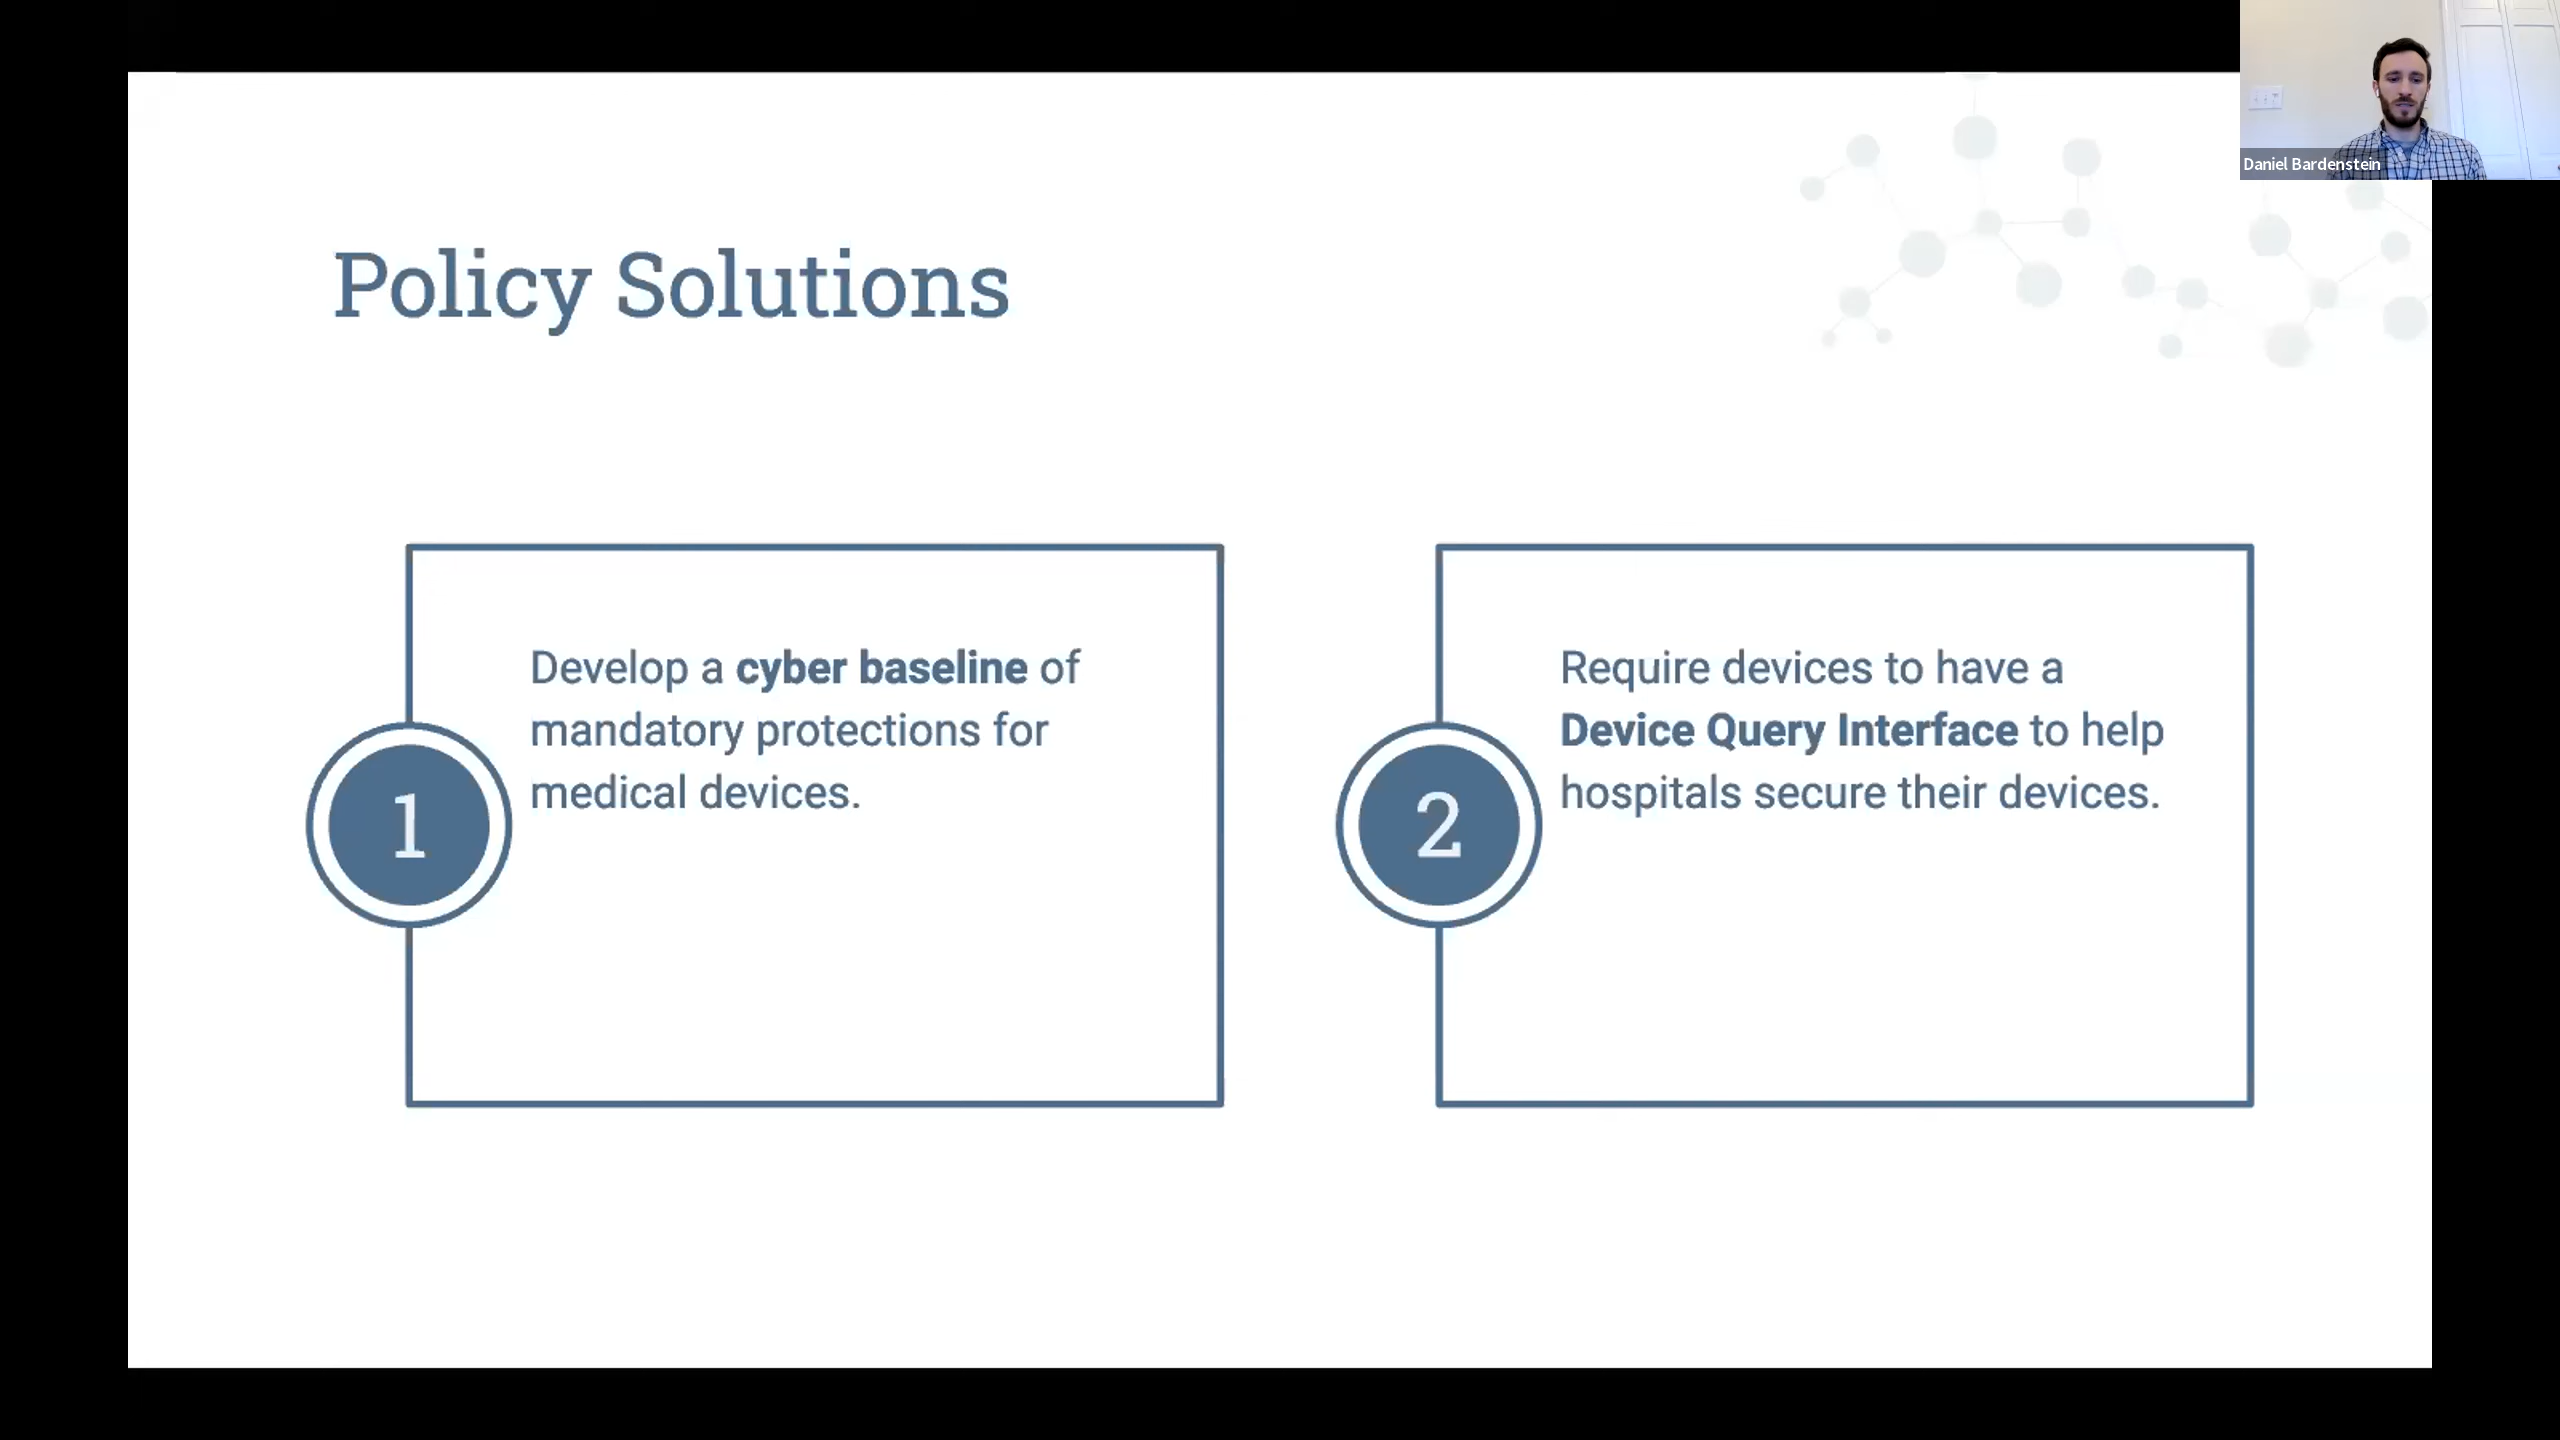 Daniel Bardenstein
Policy Solutions
1
Develop a cyber baseline of
mandatory protections for
medical devices.
2
Require devices to have a
Device Query Interface to help
hospitals secure their devices.